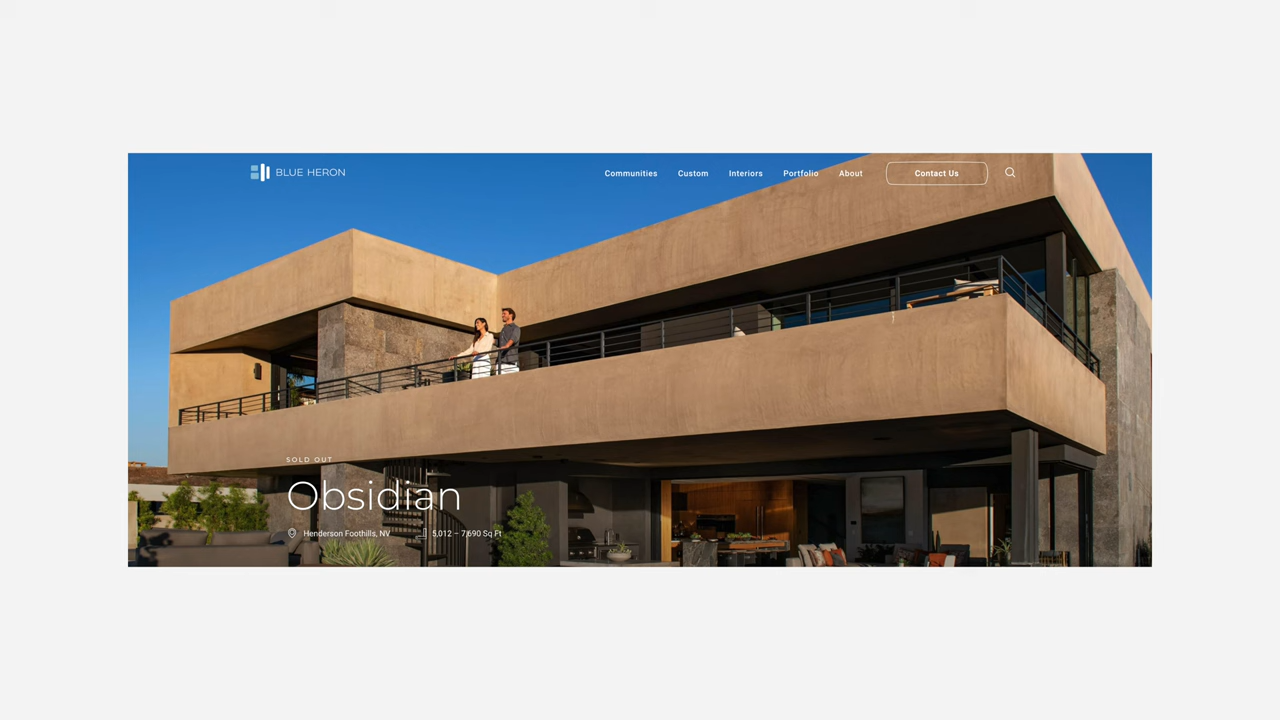 BLUE HERON
Communities Custom Interiors Portfolio About Contact Us
SOLD OUT
Obsidian
Henderson Foothills, NV 5,012 – 7,690 Sq Ft